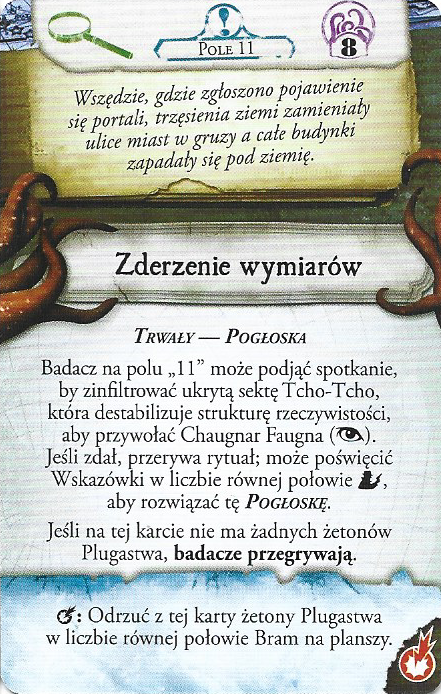 Pole 11
8
Wszędzie, gdzie zgłoszono pojawienie
się portali, trzęsienia ziemi zamieniały
ulice miast w gruzy a całe budynki
zapadały się pod ziemię.
Zderzenie wymiarów
Trwały — Pogłoska
Badacz na polu „11” może podjąć spotkanie,
by zinfiltrować ukrytą sektę Tcho-Tcho,
która destabilizuje strukturę rzeczywistości,
aby przywołać Chaugnar Faugna ( ).
Jeśli zdał, przerywa rytuał; może poświęcić
Wskazówki w liczbie równej połowie ,
aby rozwiązać tę Pogłoskę.
Jeśli na tej karcie nie ma żadnych żetonów
Plugastwa, badacze przegrywają.
: Odrzuć z tej karty żetony Plugastwa
w liczbie równej połowie Bram na planszy.